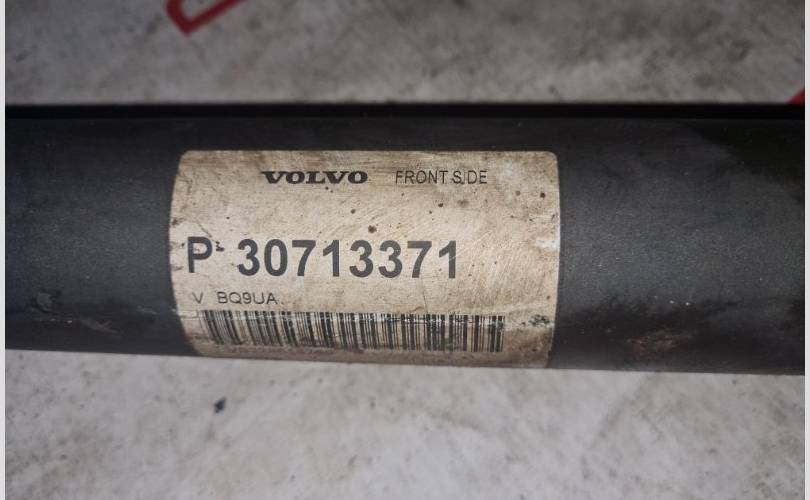 VOLVO FRONT SIDE
P 30713371
V BQ9UA